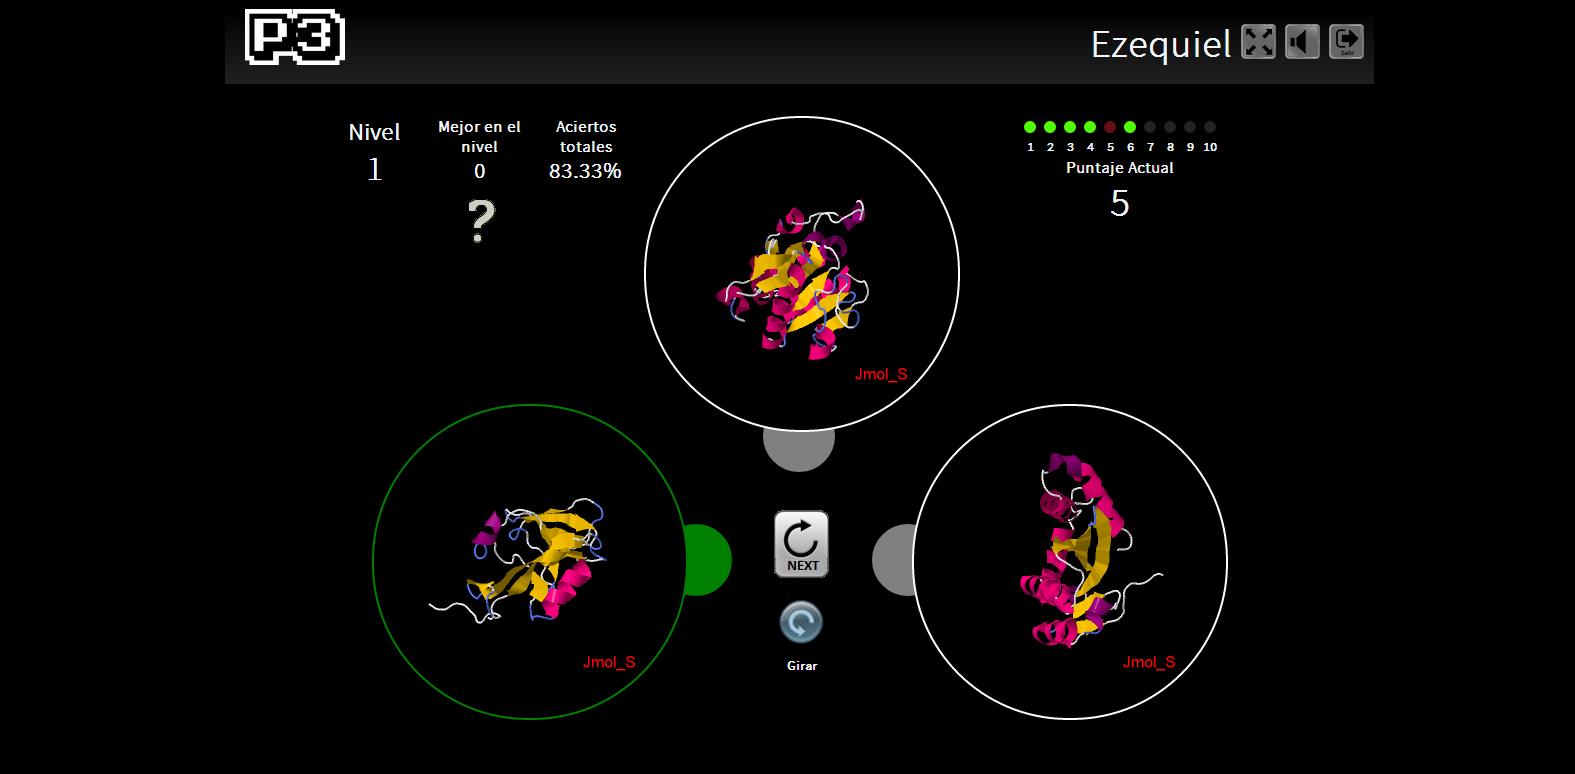 P3
Ezequiel
Salir
Nivel
1
Mejor en el
nivel
0
Aciertos
totales
83.33%
?
1 2 3 4 5 6 7 8 9 10
Puntaje Actual
5
Jmol_S
Jmol_S
NEXT
Girar
Jmol_S